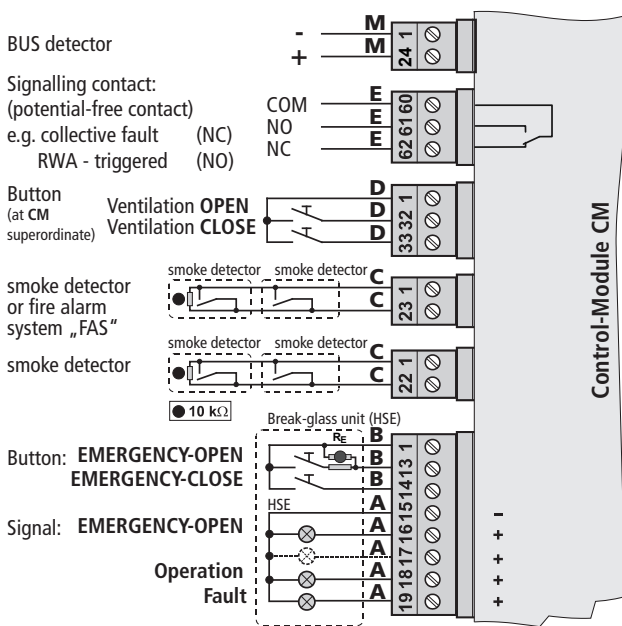 BUS detector
-
+
M
M
24 1
Signalling contact:
(potential-free contact)
e.g. collective fault (NC)
RWA - triggered (NO)
COM
NO
NC
E
E
E
62 61 60
Button
(at CM
superordinate)
Ventilation OPEN
Ventilation CLOSE
D
D
D
33 32 1
smoke detector
or fire alarm
system „FAS“
smoke detector smoke detector
C
C
23 1
smoke detector
smoke detector smoke detector
C
C
22 1
10 kΩ
Break-glass unit (HSE)
Button: EMERGENCY-OPEN
EMERGENCY-CLOSE
RE
B
B
B
HSE
Signal: EMERGENCY-OPEN
Operation
Fault
A
A
A
A
A
19 18 17 16 15 14 13 1
-
+
+
+
+
Control-Module CM